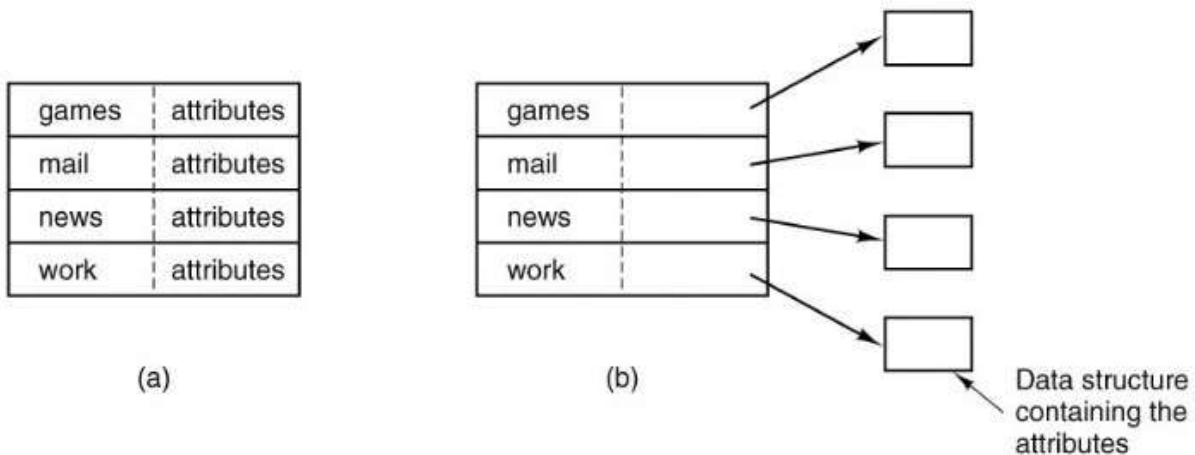 games attributes
mail attributes
news attributes
work attributes
(a)
games
mail
news
work
(b)
Data structure
containing the
attributes